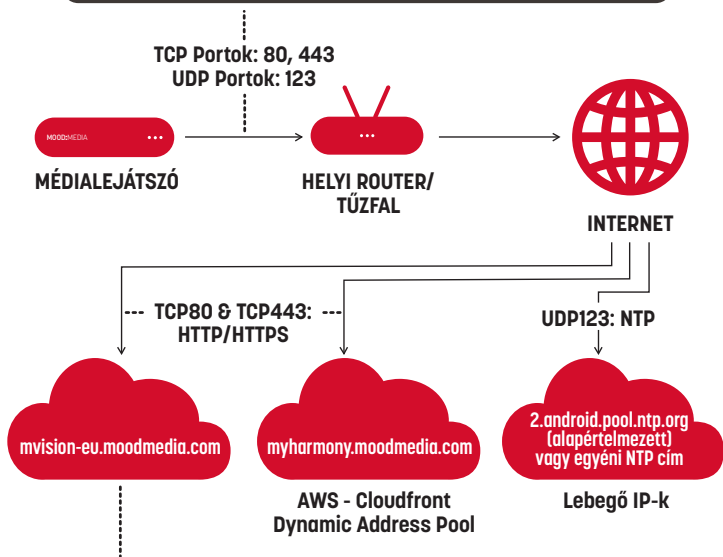 TCP Portok: 80, 443
UDP Portok: 123
MOOD:MEDIA
MÉDIALEJÁTSZÓ
HELYI ROUTER/
TŰZFAL
INTERNET
TCP80 & TCP443:
HTTP/HTTPS
UDP123: NTP
mvision-eu.moodmedia.com
myharmony.moodmedia.com
2.android.pool.ntp.org
(alapértelmezett)
vagy egyéni NTP cím
AWS - Cloudfront
Dynamic Address Pool
Lebegő IP-k